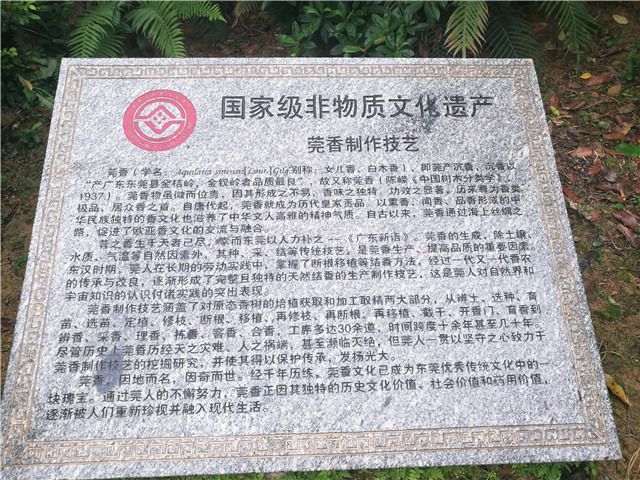 国家级非物质文化遗产
莞香制作技艺
莞香（学名：Aquilaria sinensis(Lour.)Gilg别称：女儿香、白木香），即莞产沉香，沉香以
“产广东东莞县金桔岭，金钗岭者品质最良”，故又称莞香（陈嵘《中国树木分类学》，
1937）。莞香物虽微而位贵，因其形成之不易，香味之独特，功效之显著，历来尊为香类
极品，居众香之首。自唐代起，莞香就成为历代皇家贡品。以熏香、闻香、品香形成的中
华民族独特的香文化也滋养了中华文人高雅的精神气质。自古以来，莞香通过海上丝绸之
路，促进了欧亚香文化的交流与融合。
昔之香生于天者已尽，幸而东莞以人力补之--《广东新语》。莞香的生成，除土壤、
水质、气温等自然因素外，其种、采、结等传统技艺，是莞香生产、提高品质的重要因素。
东汉时期，莞人在长期的劳动实践中，掌握了断根移植等结香方法，经过一代又一代香农
的传承与改良，逐渐形成了完整且独特的天然结香的生产制作技艺，这是莞人对自然界和
宇宙知识的认识付诸实践的突出表现。
莞香制作技艺涵盖了对原态香树的培植获取和加工取精两大部分，从辨土、选种、育
苗、选苗、定植、修枝、断根、移植、再修枝、再断根、再移植、截干、开香门、育香到
辨香、采香、理香、拣香、窖香、合香，工序多达30余道，时间跨度十余年甚至几十年。
尽管历史上莞香历经天之灾难、人之祸端，甚至濒临灭绝，但莞人一贯以坚守之心致力于
莞香制作技艺的挖掘研究，并使其得以保护传承，发扬光大。
莞香，因地而名，因奇而世。经千年历练，莞香文化已成为东莞优秀传统文化中的一
块瑰宝。通过莞人的不懈努力，莞香正因其独特的历史文化价值、社会价值和药用价值，
逐渐被人们重新珍视并融入现代生活。